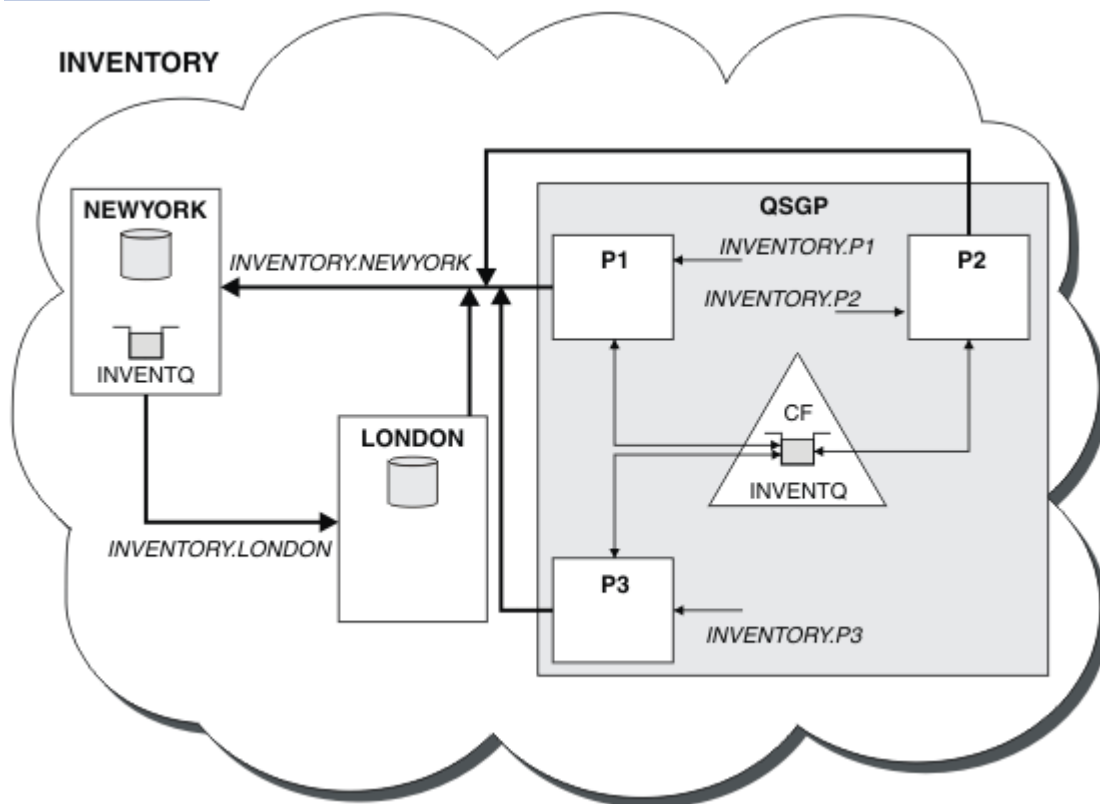 INVENTORY
NEWYORK
INVENTQ
INVENTORY.NEWYORK
LONDON
INVENTORY.LONDON
QSGP
P1
INVENTORY.P1
P2
INVENTORY.P2
CF
INVENTQ
P3
INVENTORY.P3